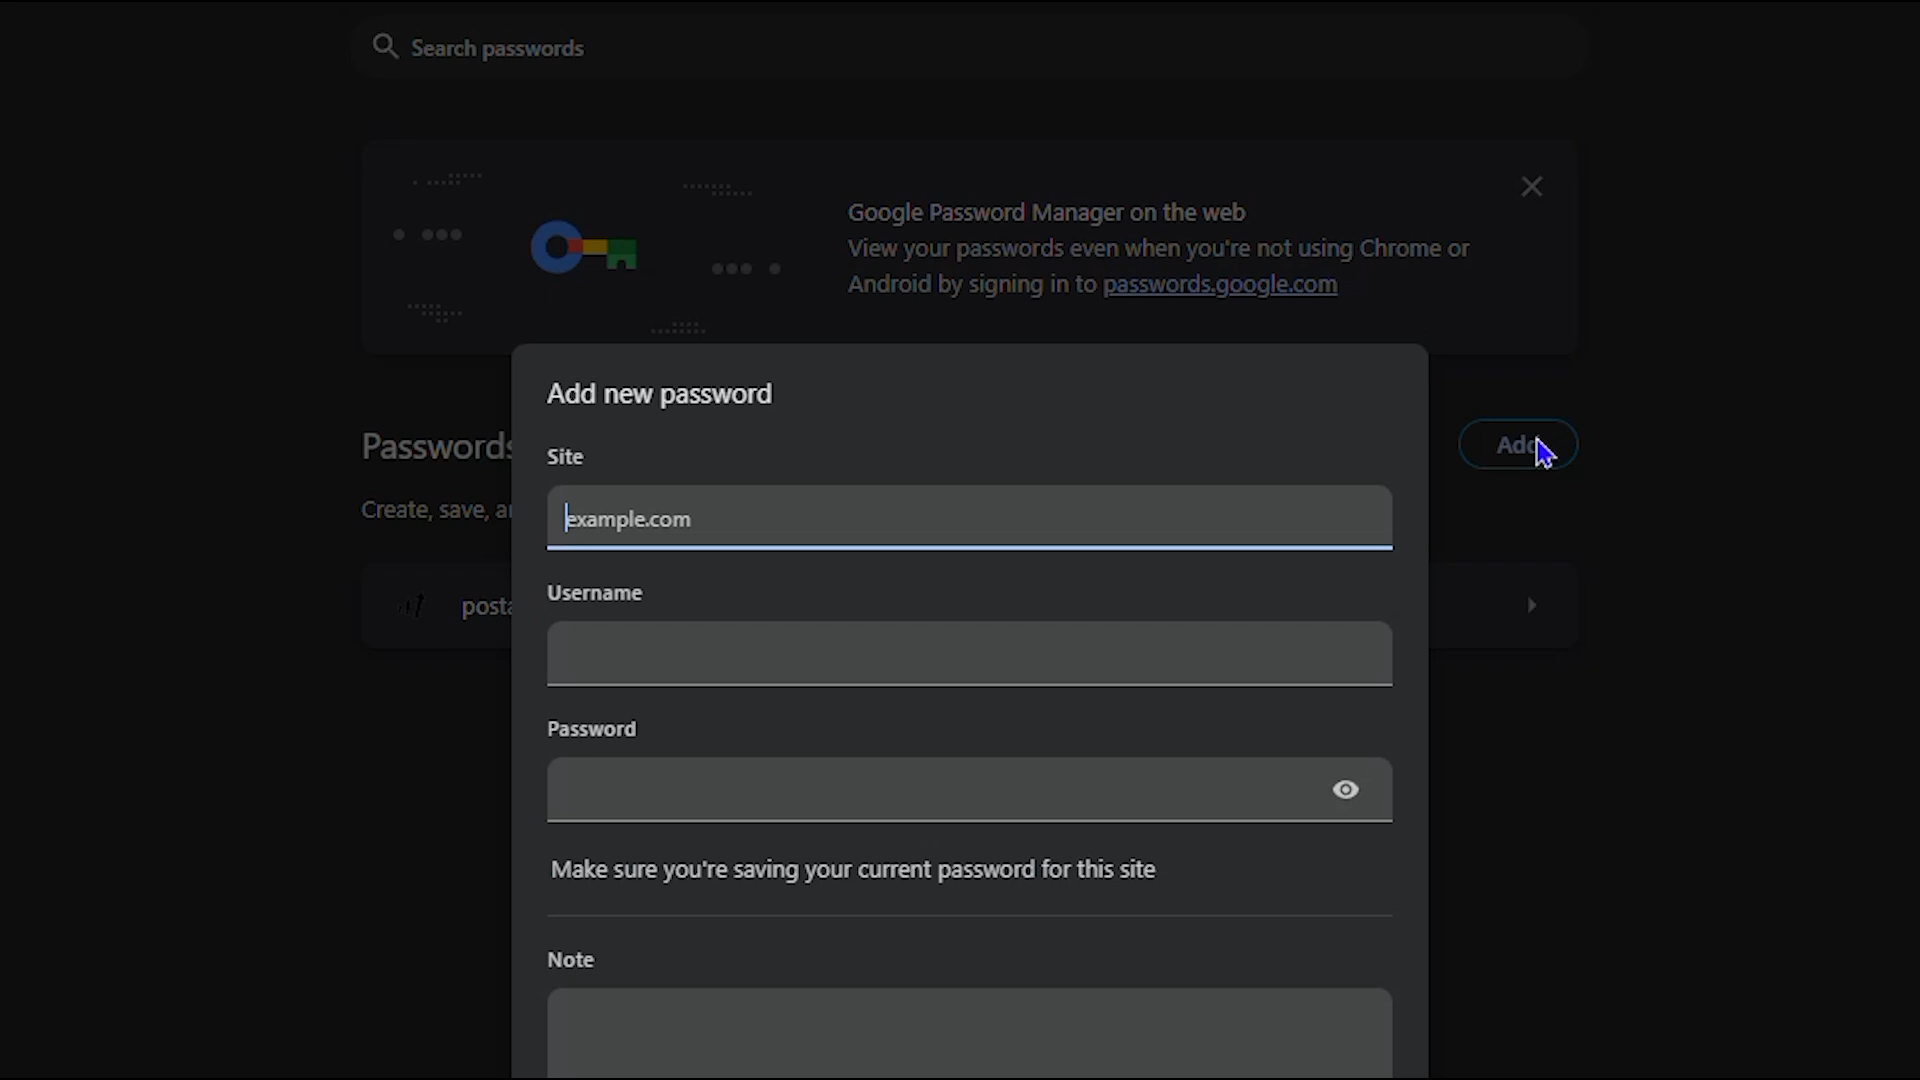 Search passwords
Google Password Manager on the web
View your passwords even when you're not using Chrome or
Android by signing in to passwords.google.com
Add new password
Passwords
Add
Site
Create, save,
example.com
Username
Password
Make sure you're saving your current password for this site
Note